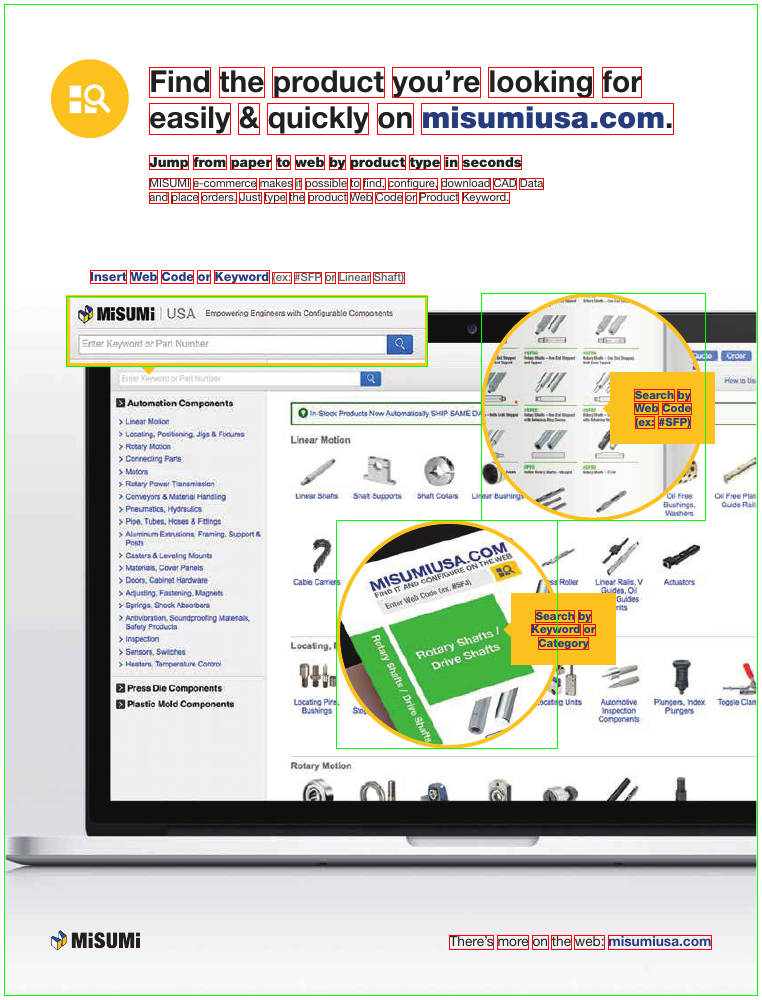 Find the product you’re looking for
easily & quickly on misumiusa.com.
Jump from paper to web by product type in seconds
MISUMI e-commerce makes it possible to find, configure, download CAD Data
and place orders. Just type the product Web Code or Product Keyword.
Insert Web Code or Keyword (ex: #SFP or Linear Shaft)
MiSUMi USA Empowering Engineers with Configurable Components
Enter Keyword or Part Number
Quote Order
Enter Keyword or Part Number
How to Us
Automation Components
Linear Motion
Locating, Positioning, Jigs & Fixtures
Rotary Motion
Connecting Parts
Motors
Rotary Power Transmission
Conveyors & Material Handling
Pneumatics, Hydraulics
Pipe, Tubes, Hoses & Fittings
Aluminum Extrusions, Framing, Support &
Posts
Casters & Leveling Mounts
Materials, Cover Panels
Doors, Cabinet Hardware
Adjusting, Fastening, Magnets
Springs, Shock Absorbers
Antivibration, Soundproofing Materials,
Safety Products
Inspection
Sensors, Switches
Heaters, Temperature Control
Press Die Components
Plastic Mold Components
In-Stock Products Now Automatically SHIP SAME DA
Search by
Web Code
(ex: #SFP)
Linear Motion
Linear Shafts
Shaft Supports
Shaft Collars
Linear Bushings
Oil Free
Bushings,
Washers
Oil Free Plat
Guide Rail
Cable Carriers
ss Roller
Linear Rails, V
Guides, Oil
Guides
nts
Actuators
MISUMIUSA.COM
FIND IT AND CONFIGURE ON THE WEB
Enter Web Code (ex. #SFJ)
Rotary Shafts /
Drive Shafts
Rotary Shafts / Drive Shafts
Search by
Keyword or
Category
Locating,
Locating Pins,
Bushings
Locating Units
Automotive
Inspection
Components
Plungers, Index
Plungers
Toggle Clam
Rotary Motion
MiSUMi
There’s more on the web: misumiusa.com